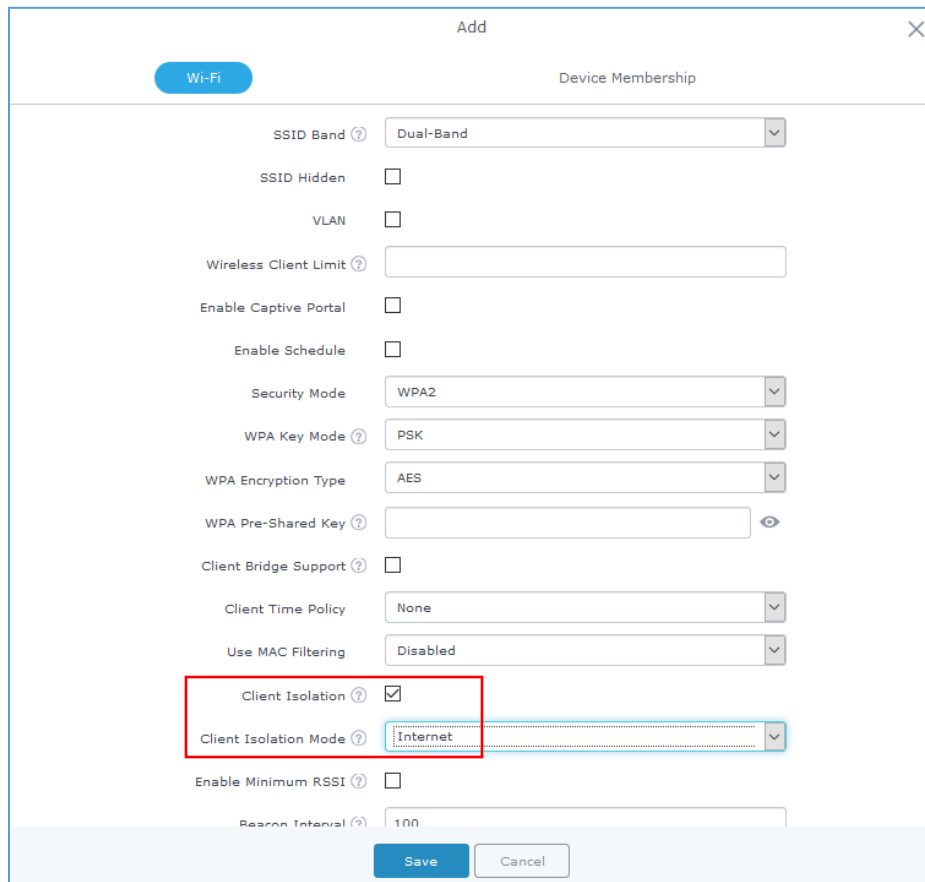 Add
Wi-Fi Device Membership
SSID Band ? Dual-Band
SSID Hidden
VLAN
Wireless Client Limit ?
Enable Captive Portal
Enable Schedule
Security Mode WPA2
WPA Key Mode ? PSK
WPA Encryption Type AES
WPA Pre-Shared Key ?
Client Bridge Support ?
Client Time Policy None
Use MAC Filtering Disabled
Client Isolation ?
Client Isolation Mode ? Internet
Enable Minimum RSSI ?
Beacon Interval ? 100
Save Cancel